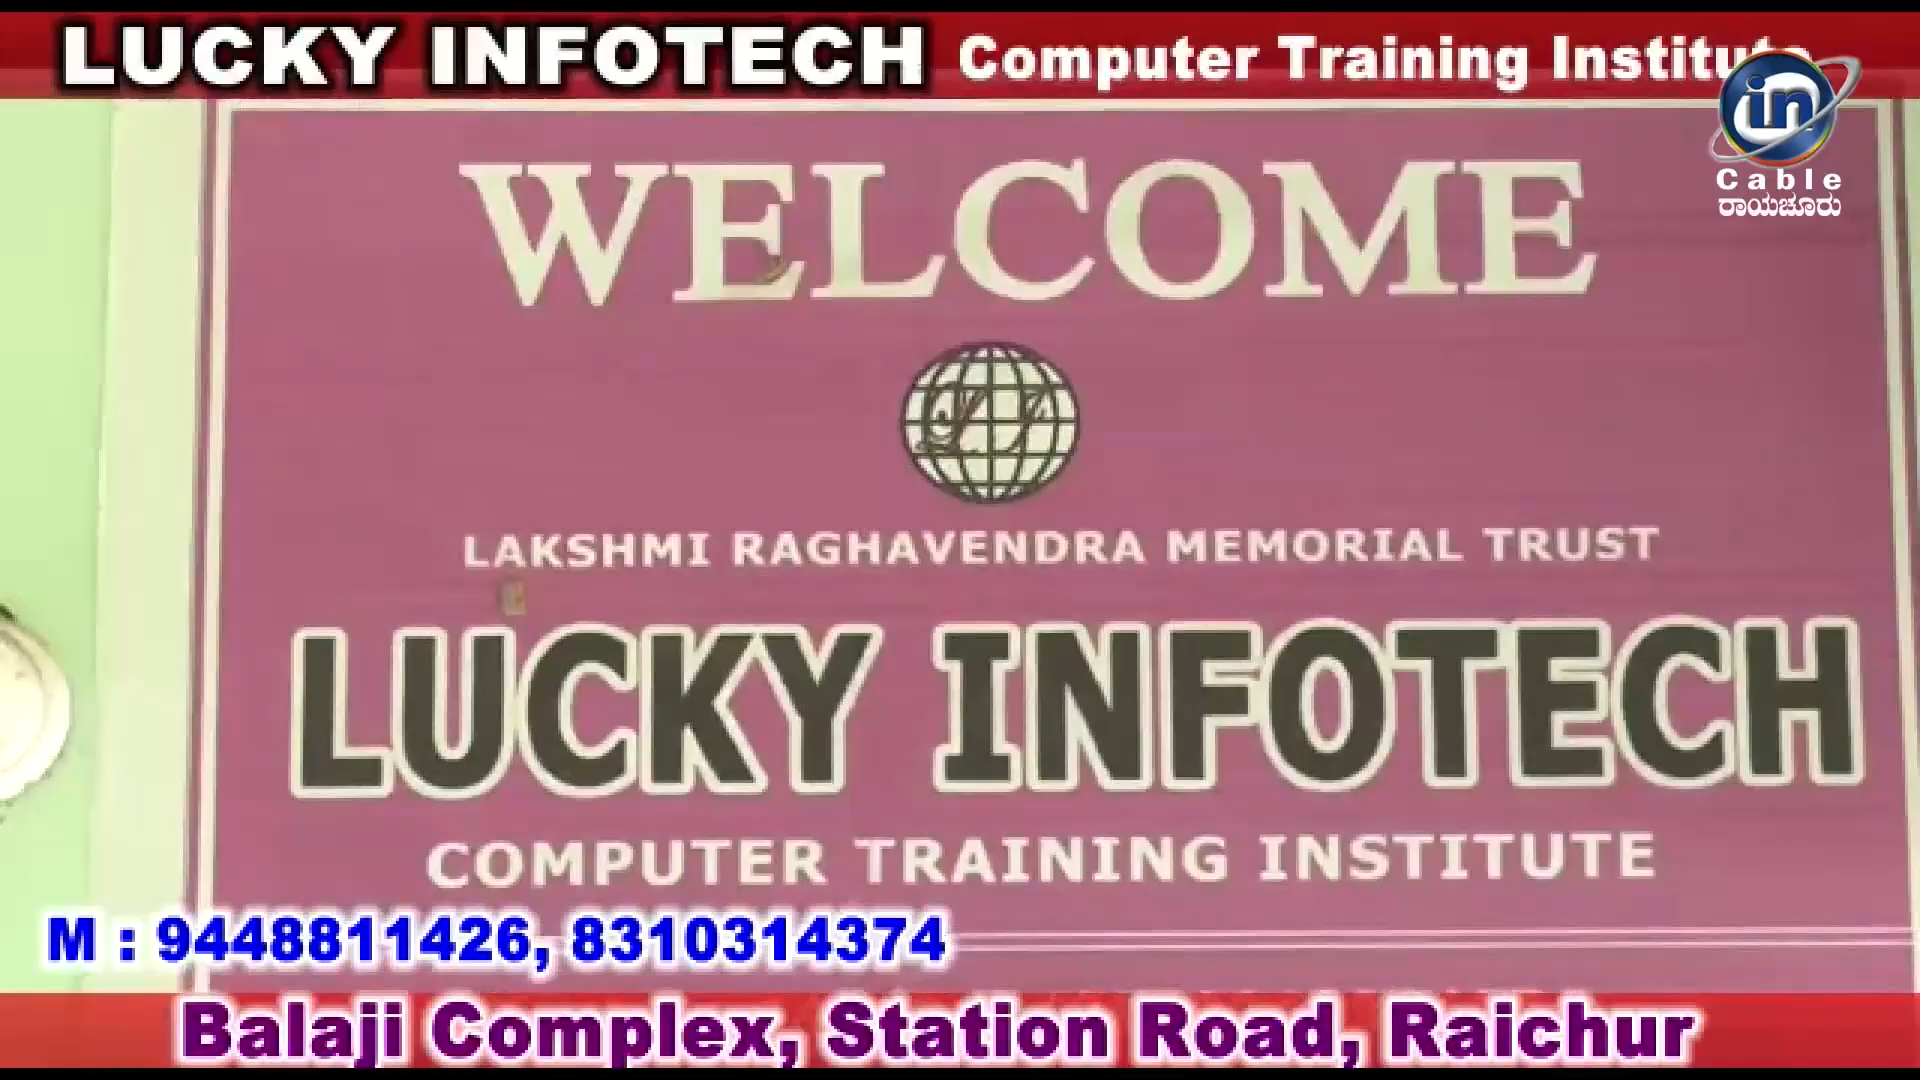 LUCKY INFOTECH Computer Training Institute
in
Cable
ರಾಯಚೂರು
WELCOME
LAKSHMI RAGHAVENDRA MEMORIAL TRUST
LUCKY INFOTECH
COMPUTER TRAINING INSTITUTE
M : 9448811426, 8310314374
Balaji Complex, Station Road, Raichur